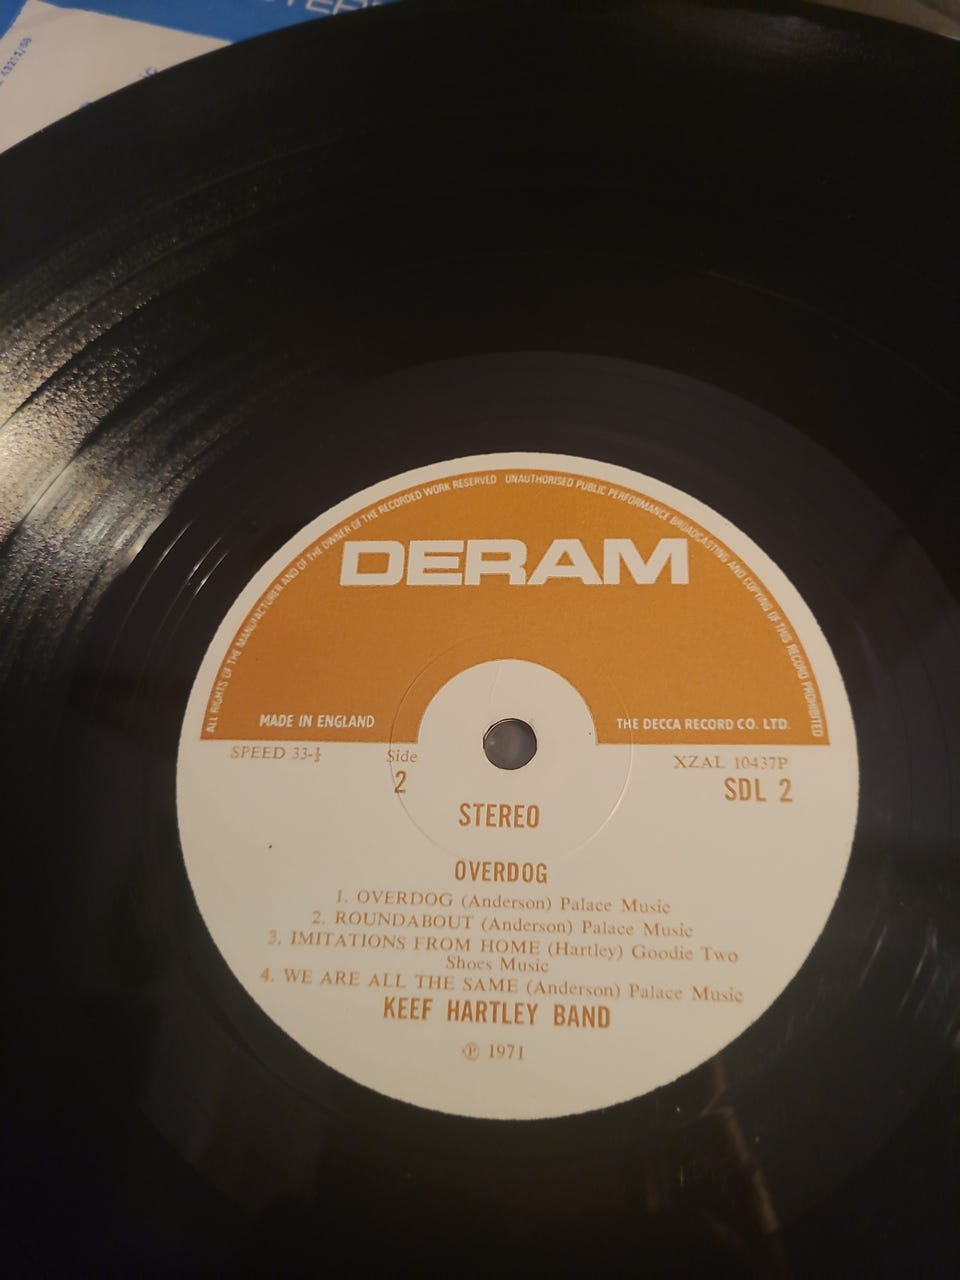 ALL RIGHTS OF THE MANUFACTURER AND OF THE OWNER OF THE RECORDED WORK RESERVED UNAUTHORISED PUBLIC PERFORMANCE BROADCASTING AND COPYING OF THIS RECORD PROHIBITED
DERAM
MADE IN ENGLAND THE DECCA RECORD CO. LTD.
SPEED 33-⅓ Side XZAL 10437P
2 SDL 2
STEREO
OVERDOG
1. OVERDOG (Anderson) Palace Music
2. ROUNDABOUT (Anderson) Palace Music
3. IMITATIONS FROM HOME (Hartley) Goodie Two
Shoes Music
4. WE ARE ALL THE SAME (Anderson) Palace Music
KEEF HARTLEY BAND
℗ 1971